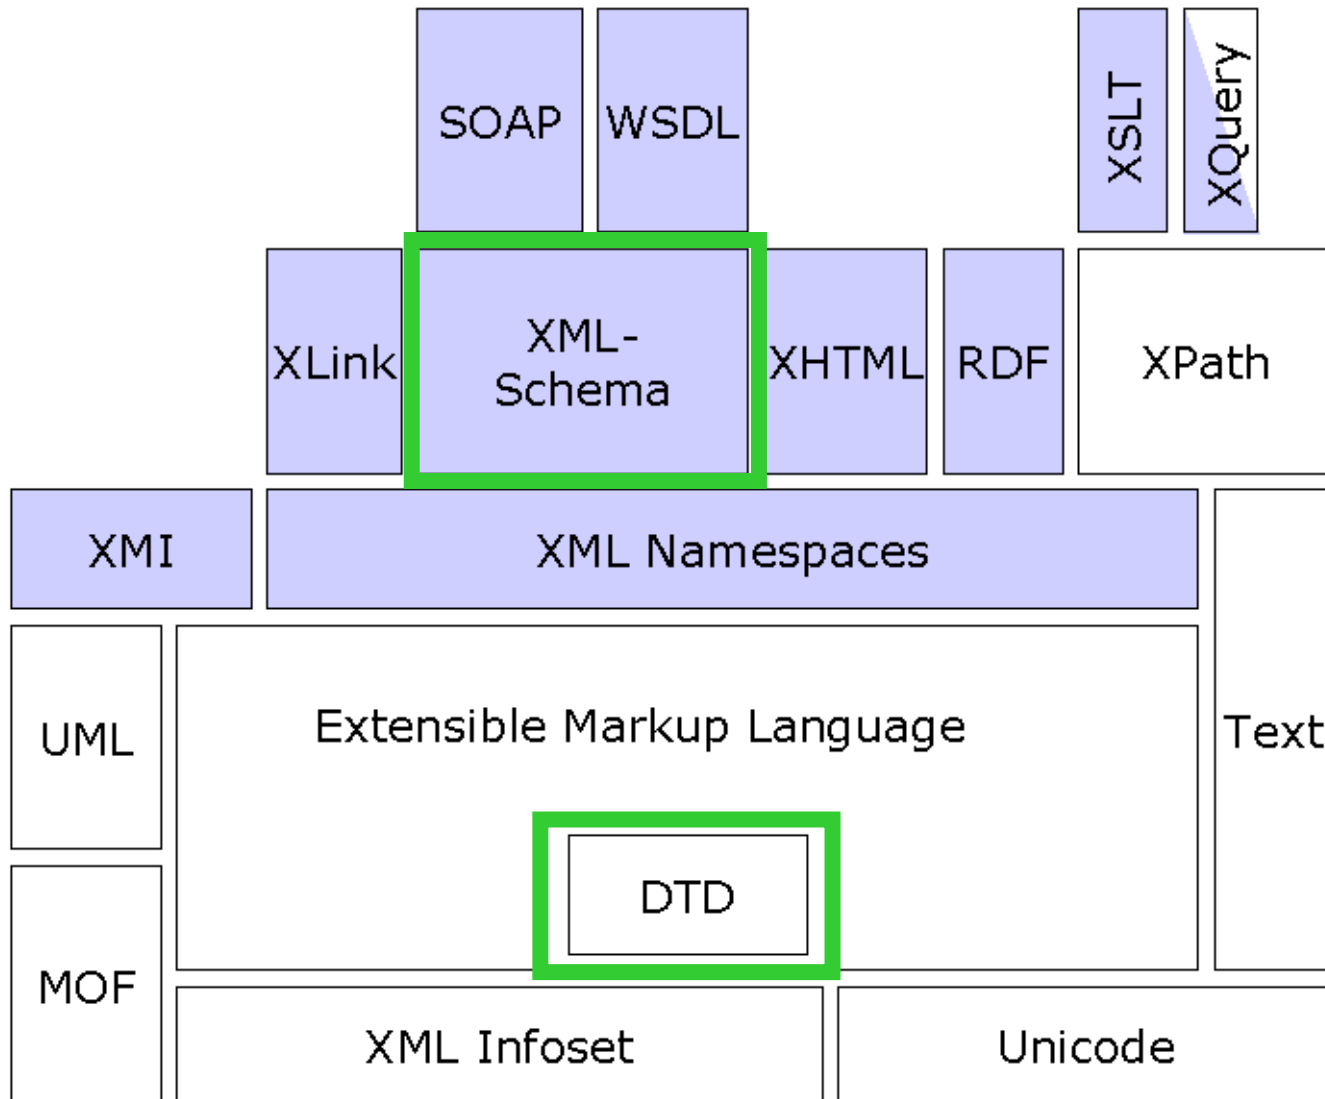 SOAP
WSDL
XSLT
XQuery
XLink
XML-
Schema
XHTML
RDF
XPath
XMI
XML Namespaces
UML
Extensible Markup Language
Text
DTD
MOF
XML Infoset
Unicode